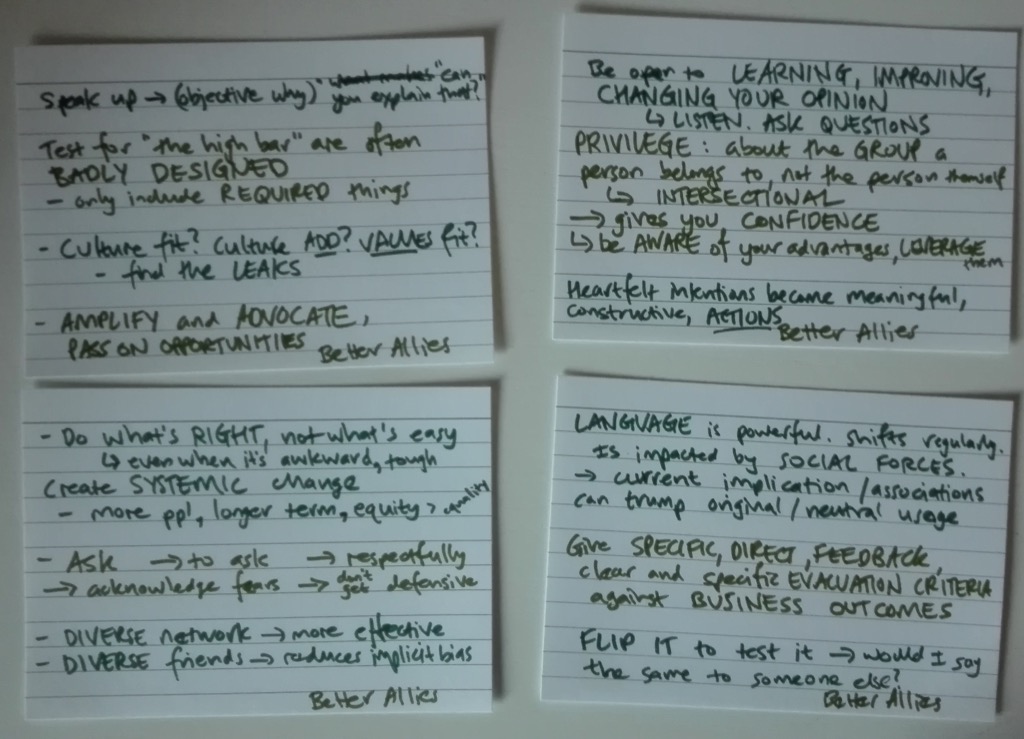 Speak up → (objective why) "can
you explain that?"
Test for "the high bar" are often
BADLY DESIGNED
- only include REQUIRED things
- Culture fit? Culture ADD? VALUES fit?
- find the LEAKS
- AMPLIFY and ADVOCATE,
PASS ON OPPORTUNITIES
Better Allies
Be open to LEARNING, IMPROVING,
CHANGING YOUR OPINION
↳ LISTEN. ASK QUESTIONS
PRIVILEGE: about the GROUP a
person belongs to, not the person themself
↳ INTERSECTIONAL
→ gives you CONFIDENCE
↳ be AWARE of your advantages, LEVERAGE
them
Heartfelt intentions become meaningful,
constructive, ACTIONS
Better Allies
- Do what's RIGHT, not what's easy
↳ even when it's awkward, tough
Create SYSTEMIC change
- more ppl, longer term, equity > equality
- ASK → to ask → respectfully
→ acknowledge fears → don't get defensive
- DIVERSE network → more effective
- DIVERSE friends → reduces implicit bias
Better Allies
LANGUAGE is powerful. Shifts regularly.
Is impacted by SOCIAL FORCES.
→ current implication/associations
can trump original/neutral usage
Give SPECIFIC, DIRECT, FEEDBACK,
clear and specific EVALUATION CRITERIA
against BUSINESS OUTCOMES
FLIP IT to test it → would I say
the same to someone else?
Better Allies